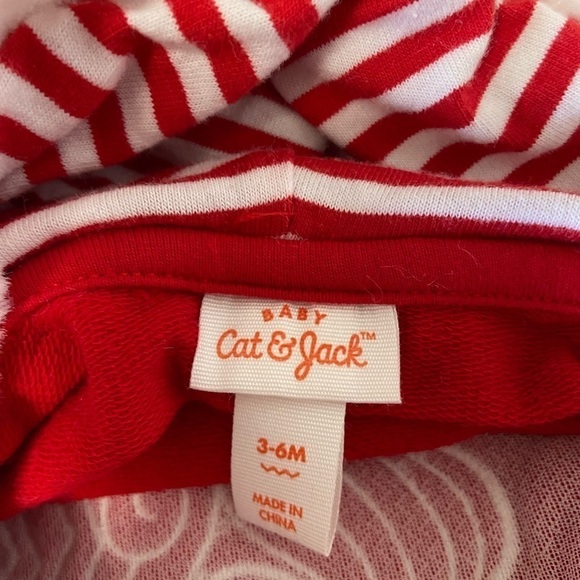 BABY
Cat & Jack™
3-6M
MADE IN
CHINA